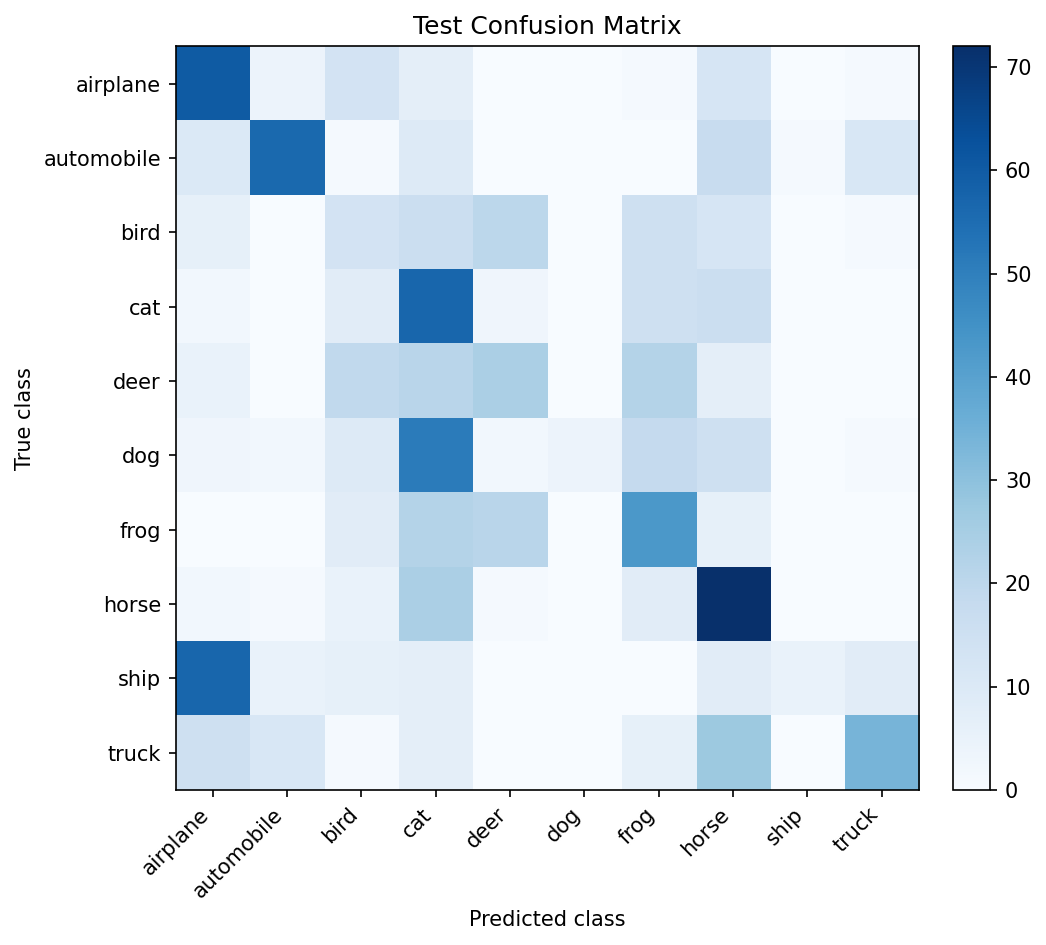 Test Confusion Matrix
True class
airplane
automobile
bird
cat
deer
dog
frog
horse
ship
truck
airplane
automobile
bird
cat
deer
dog
frog
horse
ship
truck
Predicted class
70
60
50
40
30
20
10
0